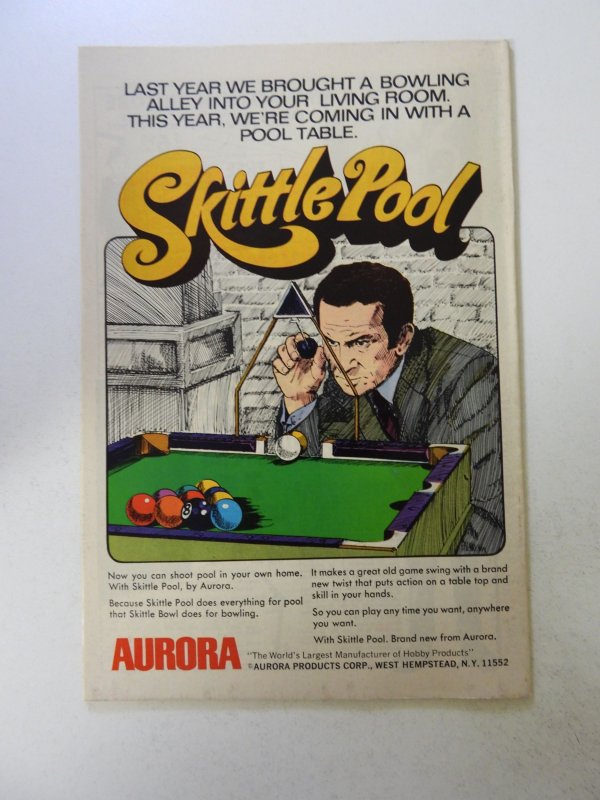 LAST YEAR WE BROUGHT A BOWLING
ALLEY INTO YOUR LIVING ROOM.
THIS YEAR, WE'RE COMING IN WITH A
POOL TABLE.
Skittle Pool
8
Now you can shoot pool in your own home.
With Skittle Pool, by Aurora.
Because Skittle Pool does everything for pool
that Skittle Bowl does for bowling.
It makes a great old game swing with a brand
new twist that puts action on a table top and
skill in your hands.
So you can play any time you want, anywhere
you want.
With Skittle Pool. Brand new from Aurora.
AURORA
"The World's Largest Manufacturer of Hobby Products"
©AURORA PRODUCTS CORP., WEST HEMPSTEAD, N.Y. 11552